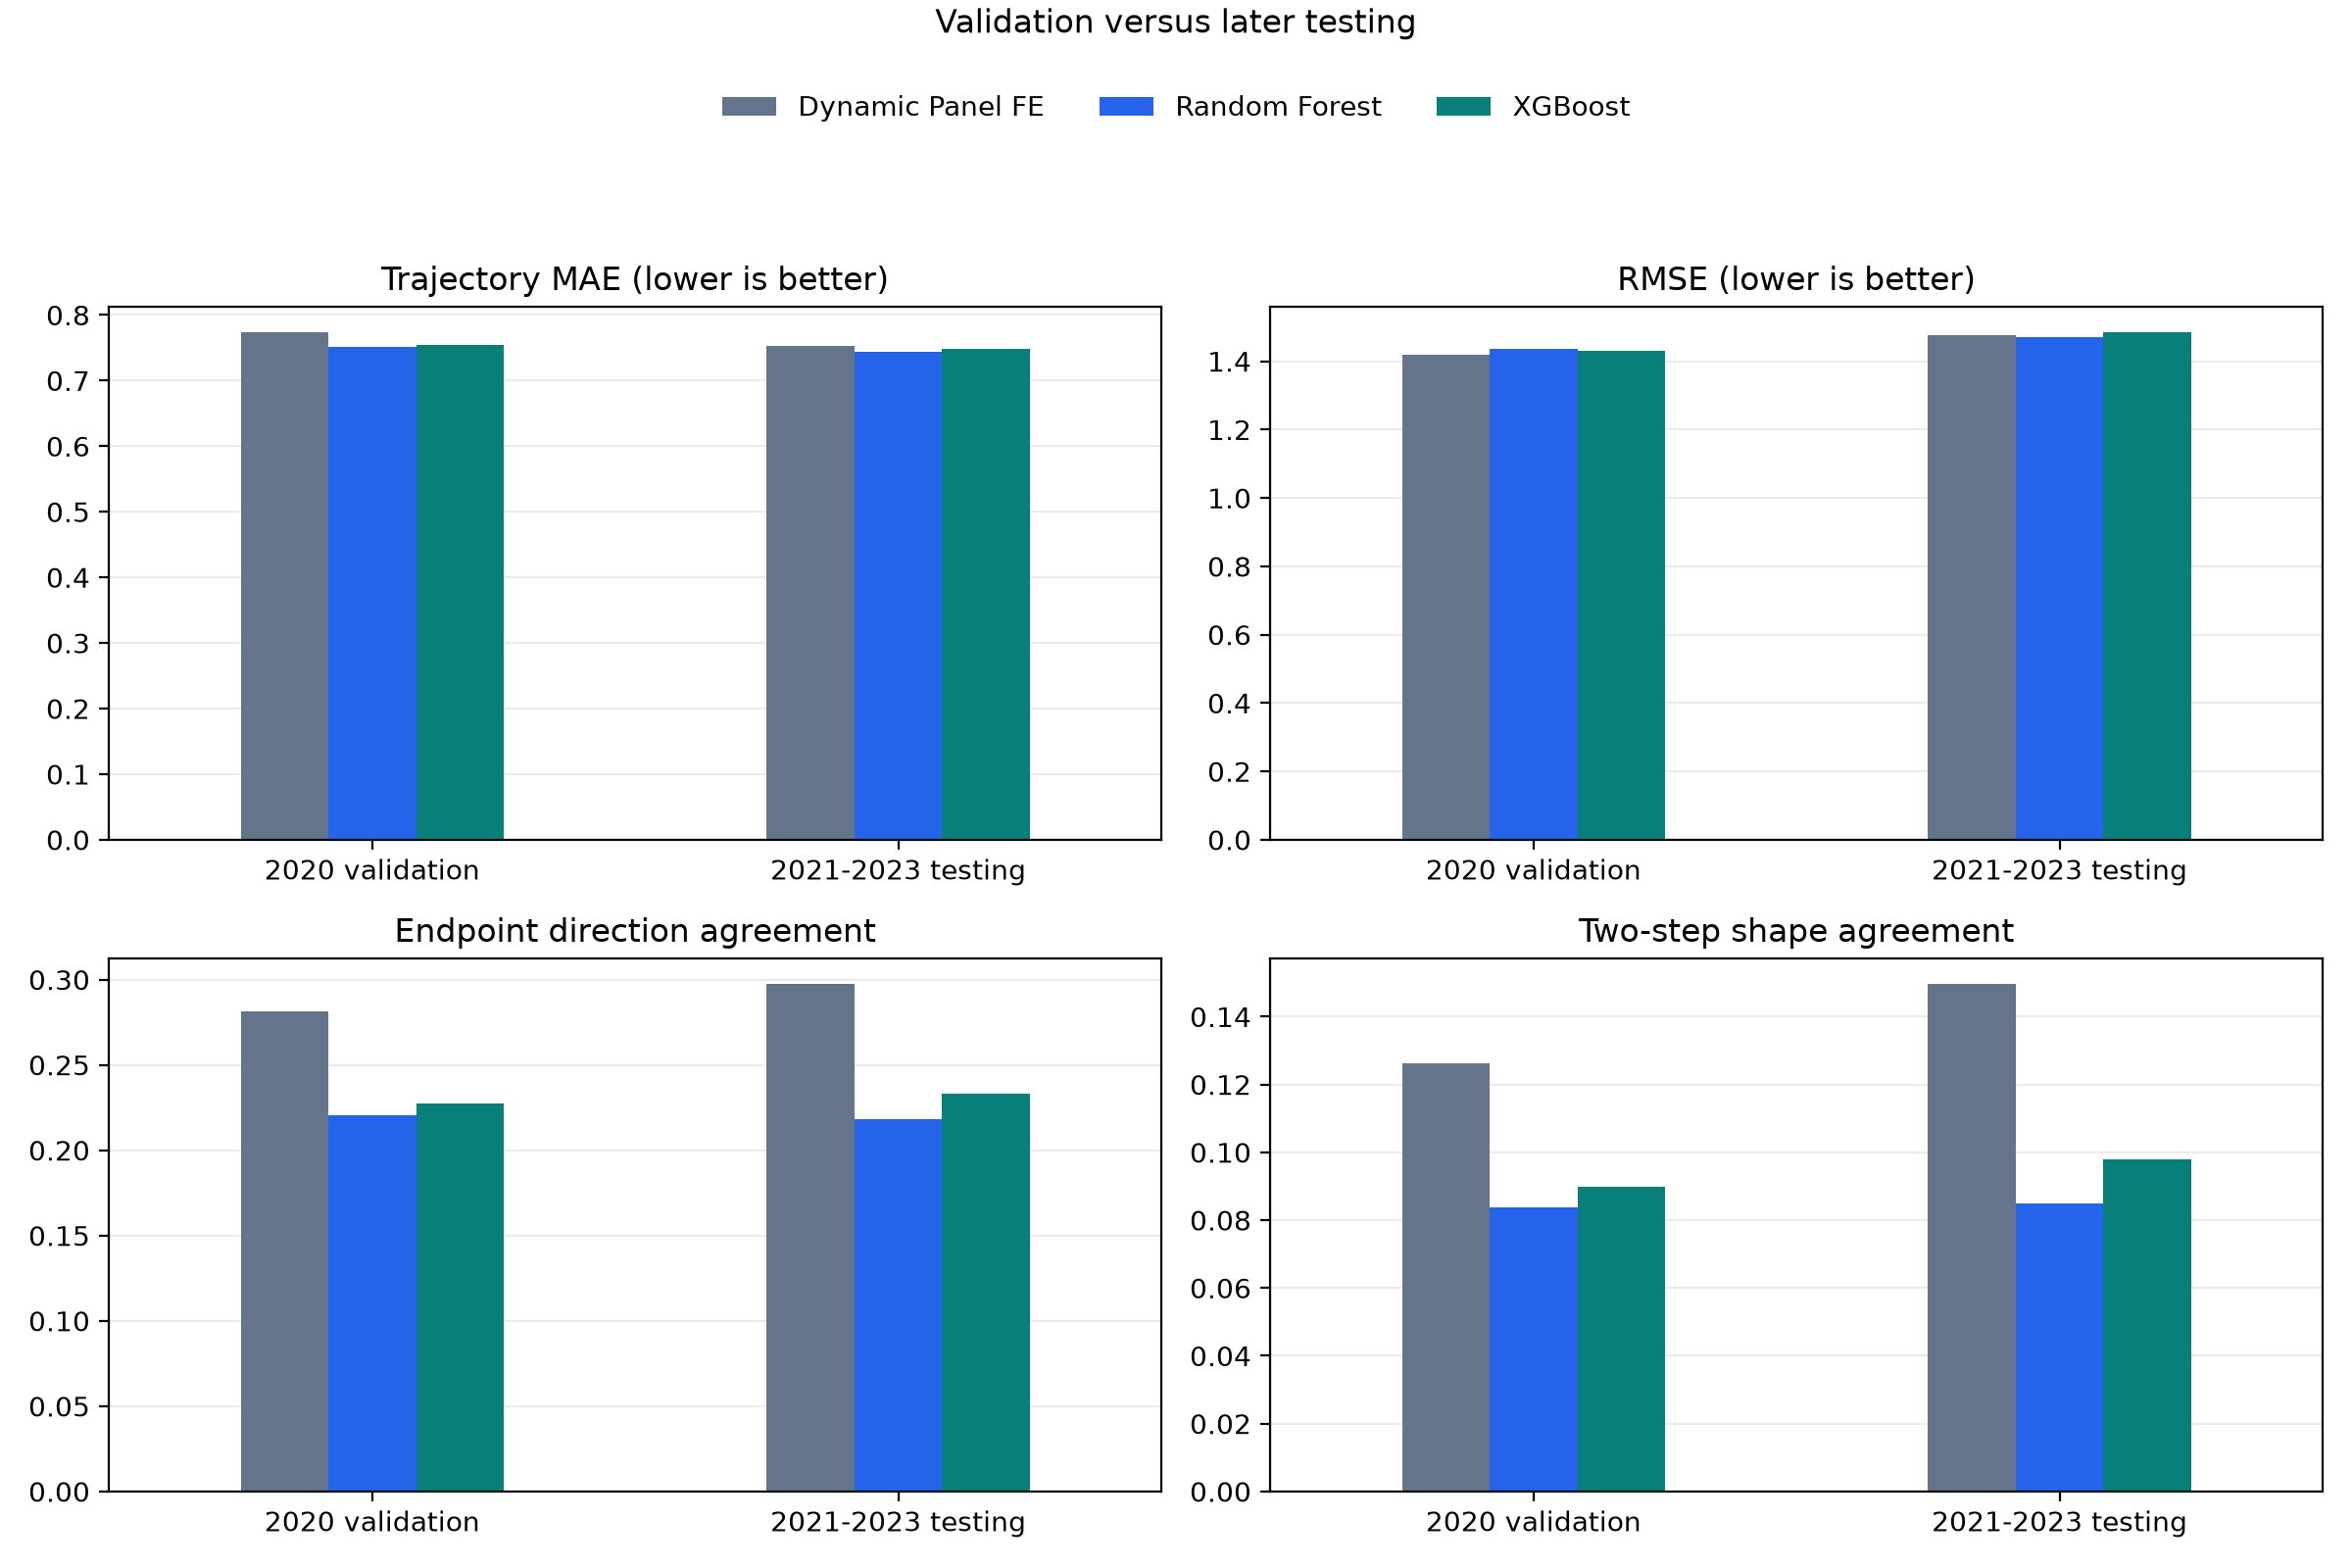 Validation versus later testing
Dynamic Panel FE
Random Forest
XGBoost
Trajectory MAE (lower is better)
0.8
0.7
0.6
0.5
0.4
0.3
0.2
0.1
0.0
2020 validation
2021-2023 testing
RMSE (lower is better)
1.4
1.2
1.0
0.8
0.6
0.4
0.2
0.0
2020 validation
2021-2023 testing
Endpoint direction agreement
0.30
0.25
0.20
0.15
0.10
0.05
0.00
2020 validation
2021-2023 testing
Two-step shape agreement
0.14
0.12
0.10
0.08
0.06
0.04
0.02
0.00
2020 validation
2021-2023 testing